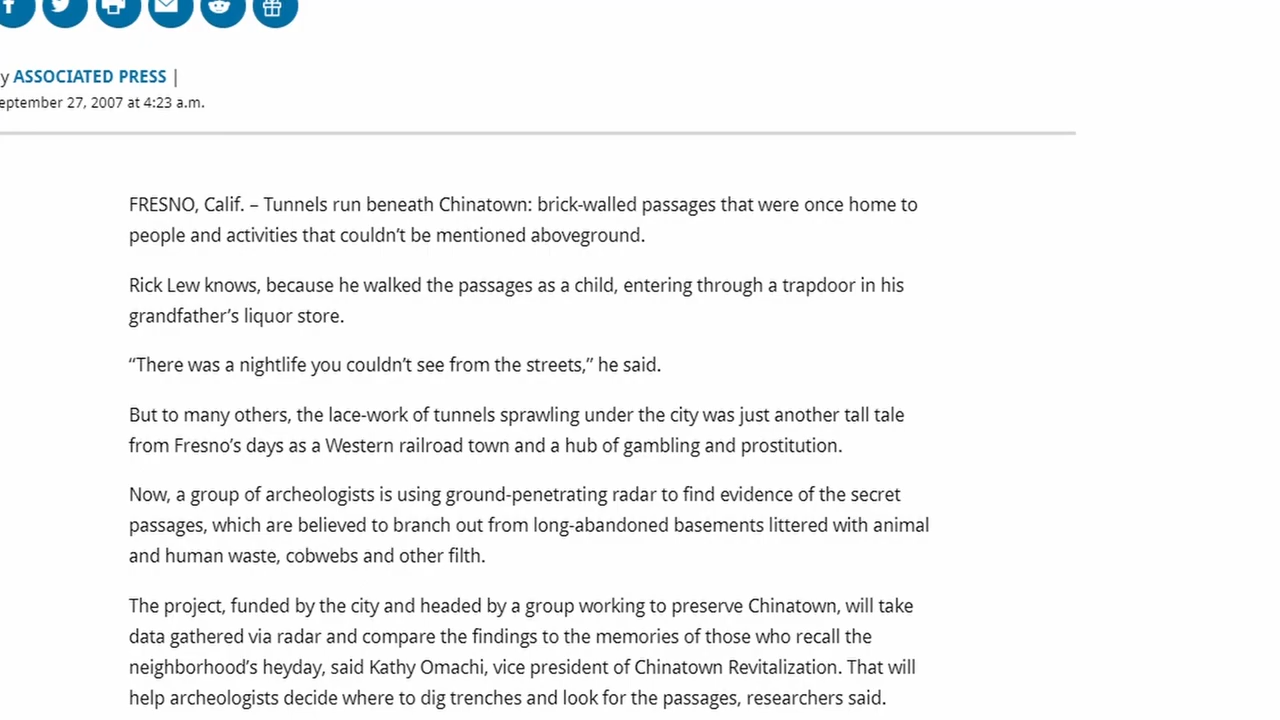 y ASSOCIATED PRESS |
eptember 27, 2007 at 4:23 a.m.
FRESNO, Calif. – Tunnels run beneath Chinatown: brick-walled passages that were once home to
people and activities that couldn’t be mentioned aboveground.
Rick Lew knows, because he walked the passages as a child, entering through a trapdoor in his
grandfather’s liquor store.
“There was a nightlife you couldn’t see from the streets,” he said.
But to many others, the lace-work of tunnels sprawling under the city was just another tall tale
from Fresno’s days as a Western railroad town and a hub of gambling and prostitution.
Now, a group of archeologists is using ground-penetrating radar to find evidence of the secret
passages, which are believed to branch out from long-abandoned basements littered with animal
and human waste, cobwebs and other filth.
The project, funded by the city and headed by a group working to preserve Chinatown, will take
data gathered via radar and compare the findings to the memories of those who recall the
neighborhood’s heyday, said Kathy Omachi, vice president of Chinatown Revitalization. That will
help archeologists decide where to dig trenches and look for the passages, researchers said.